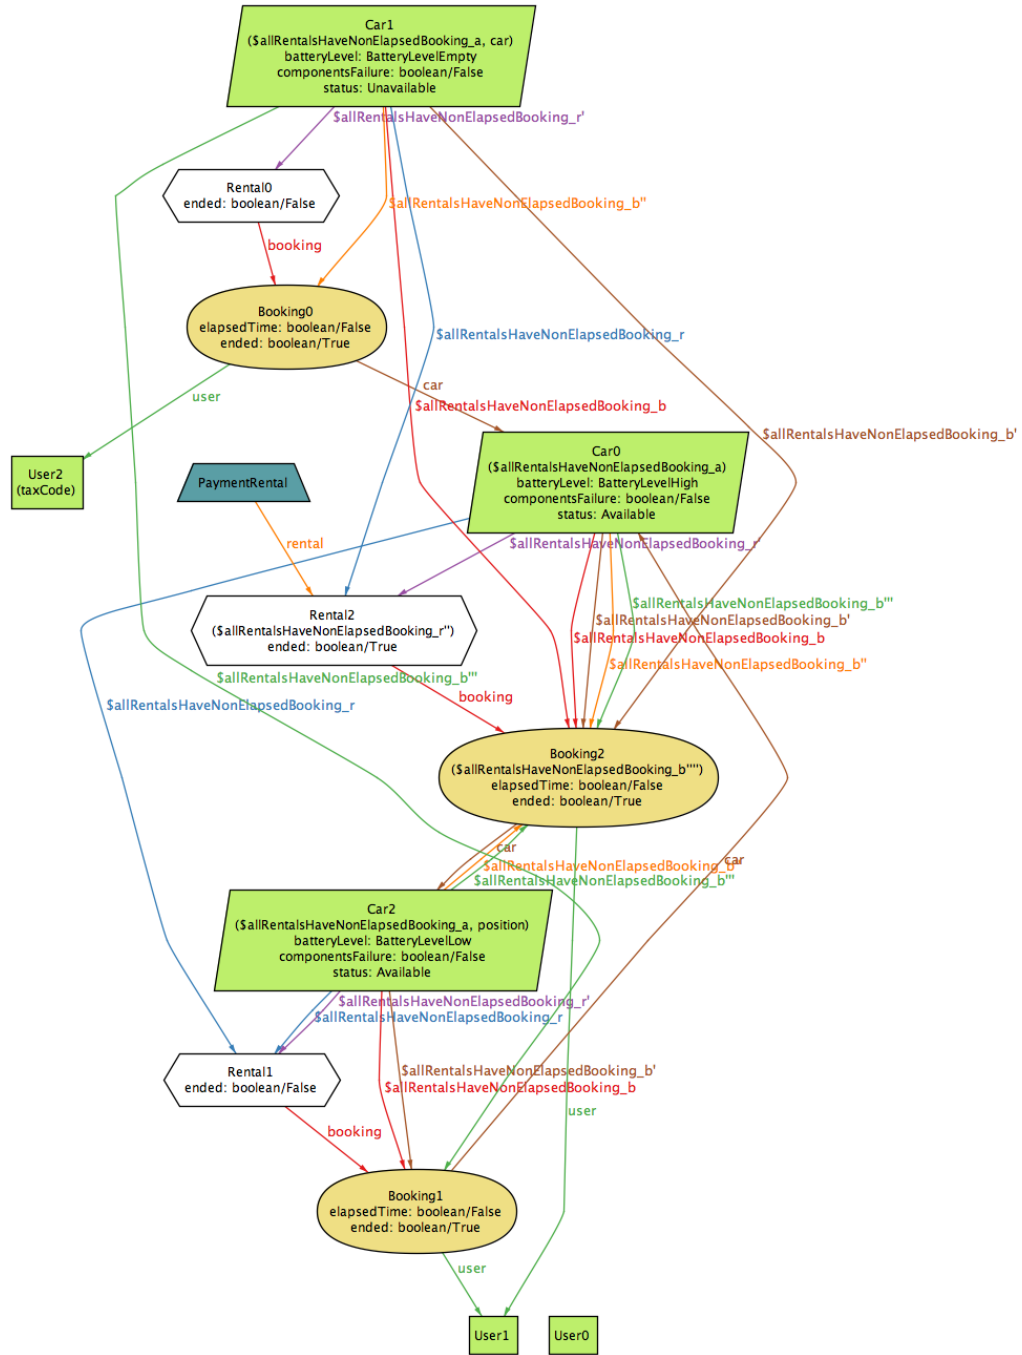 Car1
($allRentalsHaveNonElapsedBooking_a, car)
batteryLevel: BatteryLevelEmpty
componentsFailure: boolean/False
status: Unavailable
$allRentalsHaveNonElapsedBooking_r'
Rental0
ended: boolean/False
$allRentalsHaveNonElapsedBooking_b"
booking
Booking0
elapsedTime: boolean/False
ended: boolean/True
$allRentalsHaveNonElapsedBooking_r
car
user
$allRentalsHaveNonElapsedBooking_b
$allRentalsHaveNonElapsedBooking_b'
Car0
($allRentalsHaveNonElapsedBooking_a)
batteryLevel: BatteryLevelHigh
componentsFailure: boolean/False
status: Available
User2
(taxCode)
PaymentRental
rental
$allRentalsHaveNonElapsedBooking_r'
$allRentalsHaveNonElapsedBooking_b"'
Rental2
($allRentalsHaveNonElapsedBooking_r")
ended: boolean/True
$allRentalsHaveNonElapsedBooking_b'
$allRentalsHaveNonElapsedBooking_b
$allRentalsHaveNonElapsedBooking_b"
$allRentalsHaveNonElapsedBooking_b"'
booking
$allRentalsHaveNonElapsedBooking_r
Booking2
($allRentalsHaveNonElapsedBooking_b"")
elapsedTime: boolean/False
ended: boolean/True
car
car
$allRentalsHaveNonElapsedBooking_b"
$allRentalsHaveNonElapsedBooking_b"'
Car2
($allRentalsHaveNonElapsedBooking_a, position)
batteryLevel: BatteryLevelLow
componentsFailure: boolean/False
status: Available
$allRentalsHaveNonElapsedBooking_r'
$allRentalsHaveNonElapsedBooking_r
Rental1
ended: boolean/False
$allRentalsHaveNonElapsedBooking_b'
$allRentalsHaveNonElapsedBooking_b
user
booking
Booking1
elapsedTime: boolean/False
ended: boolean/True
user
User1
User0